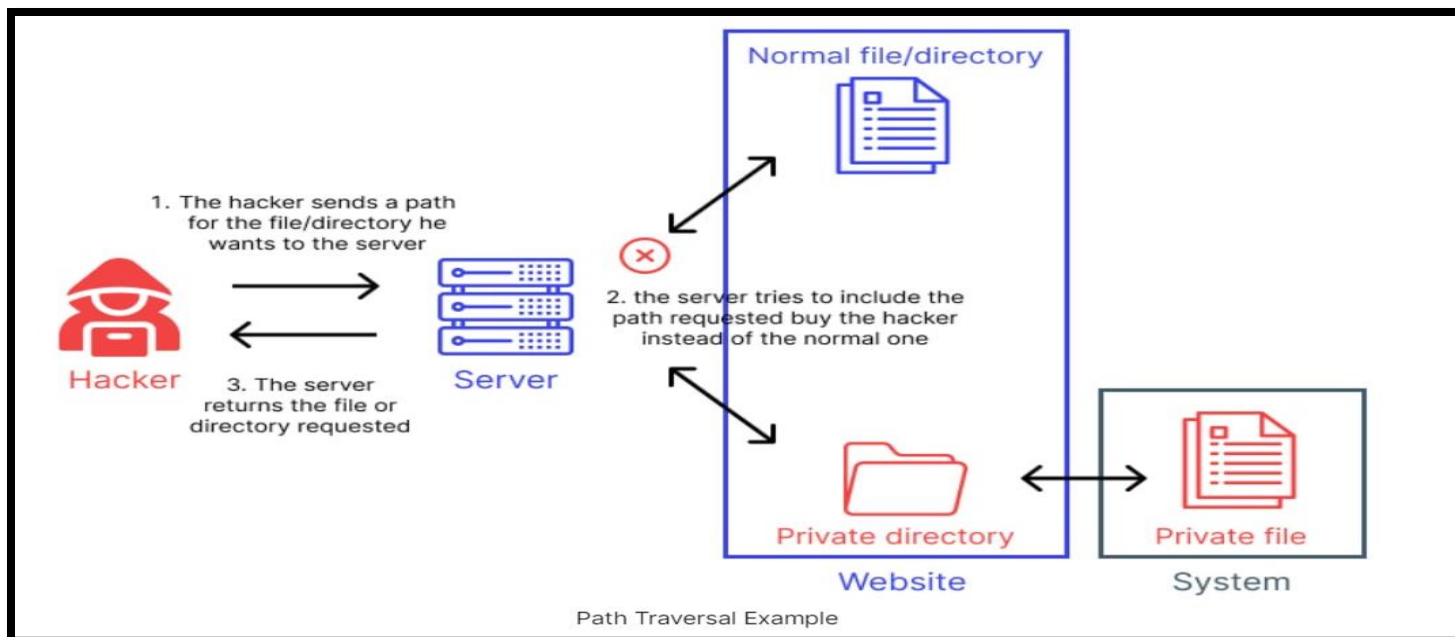 Normal file/directory
1. The hacker sends a path
for the file/directory he
wants to the server
2. the server tries to include the
path requested buy the hacker
instead of the normal one
Hacker
Server
3. The server
returns the file or
directory requested
Private directory
Private file
Website
System
Path Traversal Example